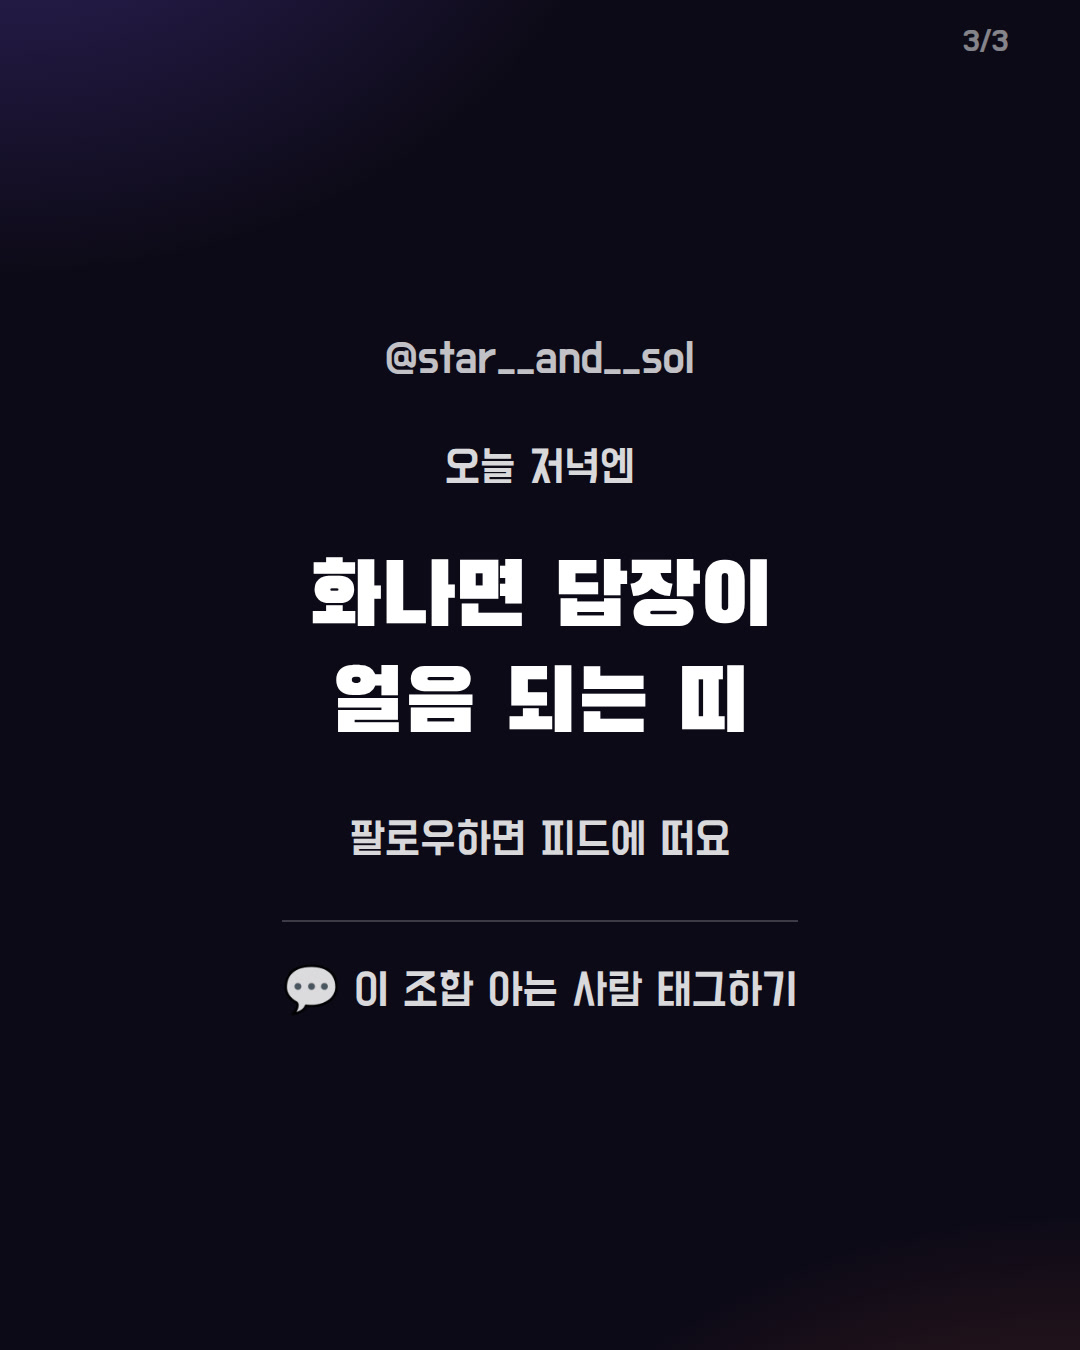 3/3
@star__and__sol
오늘 저녁엔
화나면 답장이
얼음 되는 띠
팔로우하면 피드에 떠요
💬 이 조합 아는 사람 태그하기